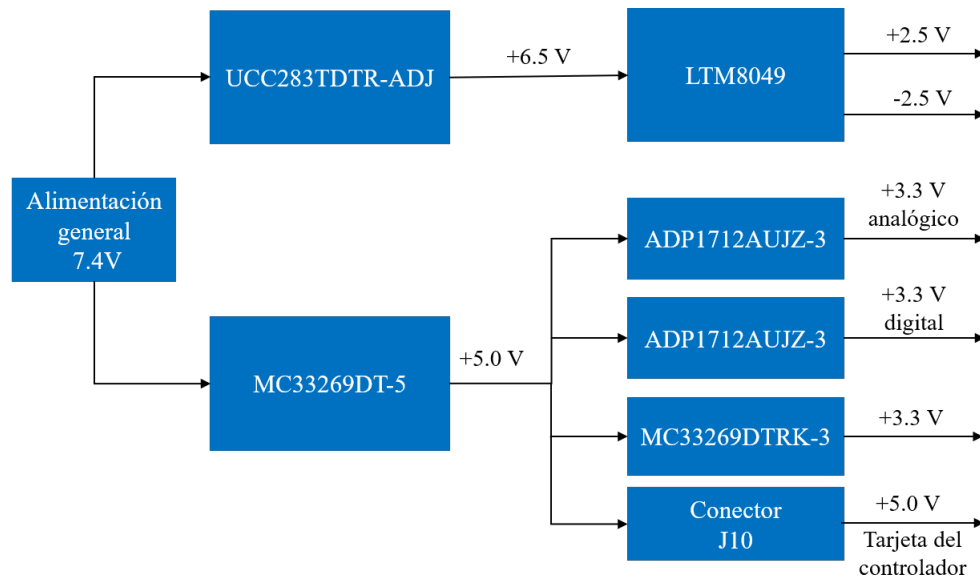 UCC283TDTR-ADJ
+6.5 V
LTM8049
+2.5 V
-2.5 V
Alimentación
general
7.4V
MC33269DT-5
+5.0 V
ADP1712AUJZ-3
+3.3 V
analógico
ADP1712AUJZ-3
+3.3 V
digital
MC33269DTRK-3
+3.3 V
Conector
J10
+5.0 V
Tarjeta del
controlador